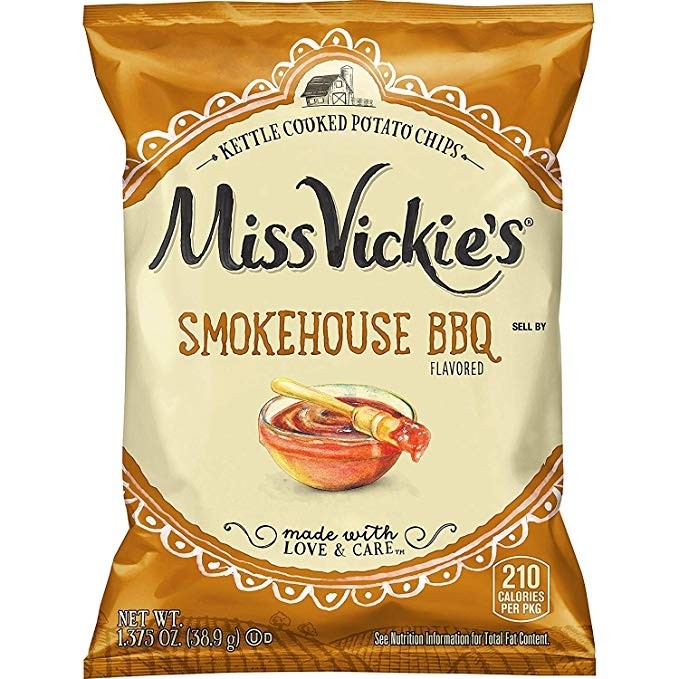 KETTLE COOKED POTATO CHIPS
Miss Vickie's®
SMOKEHOUSE BBQ
FLAVORED
SELL BY
made with
LOVE & CARE™
210
CALORIES
PER PKG
NET WT.
1.375 OZ. (38.9 g) Ⓤ D
See Nutrition Information for Total Fat Content.